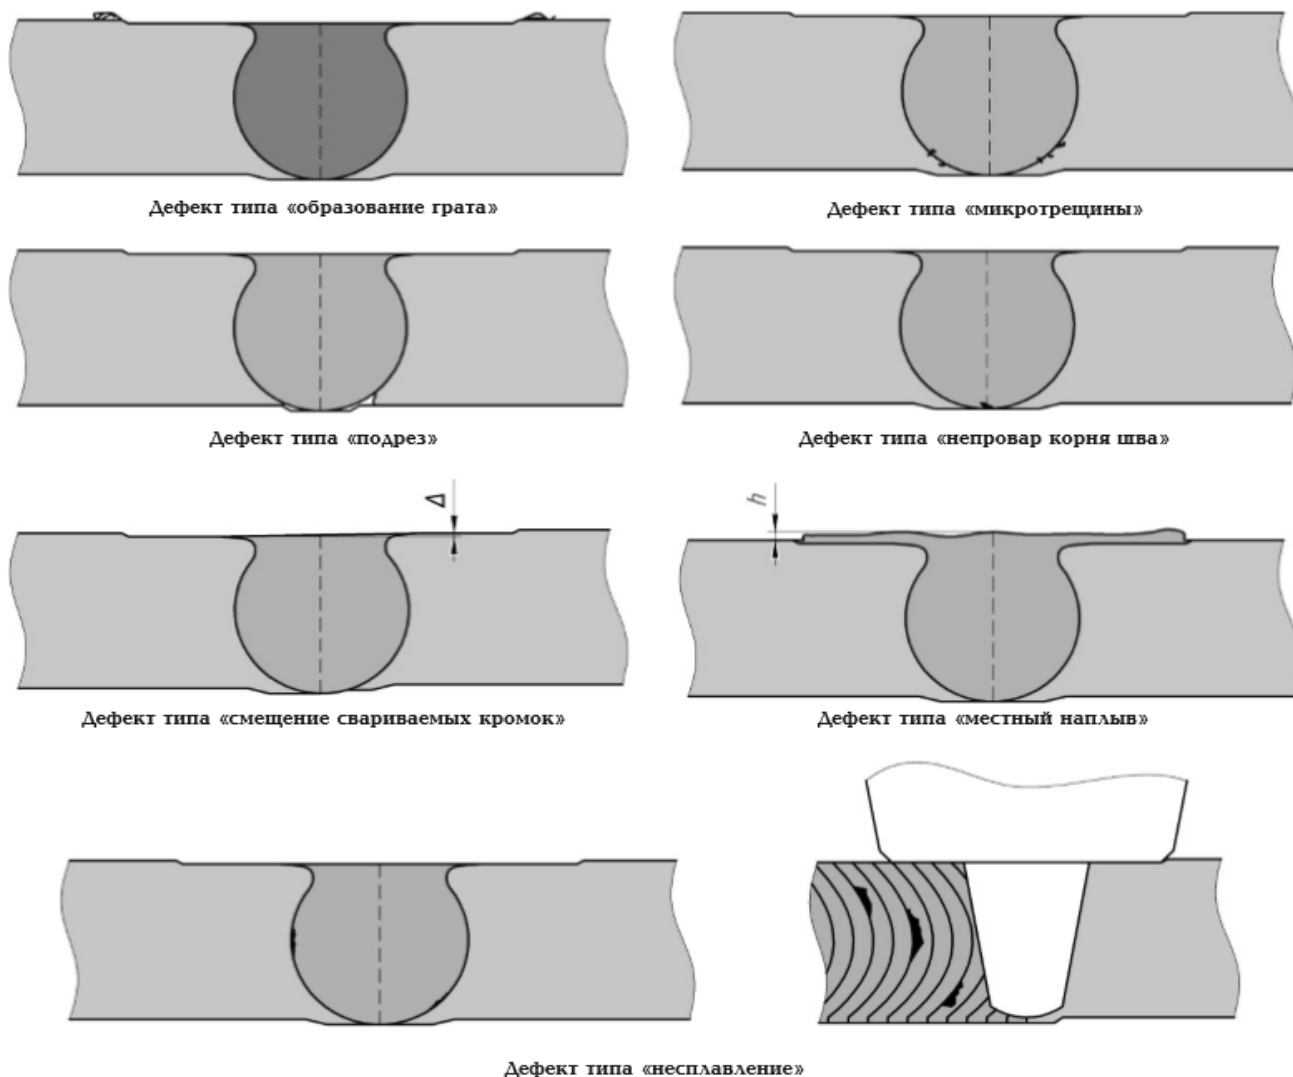 Дефект типа «образование грата»
Дефект типа «микротрещины»
Дефект типа «подрез»
Дефект типа «непровар корня шва»
Δ
h
Дефект типа «смещение свариваемых кромок»
Дефект типа «местный наплыв»
Дефект типа «несплавление»